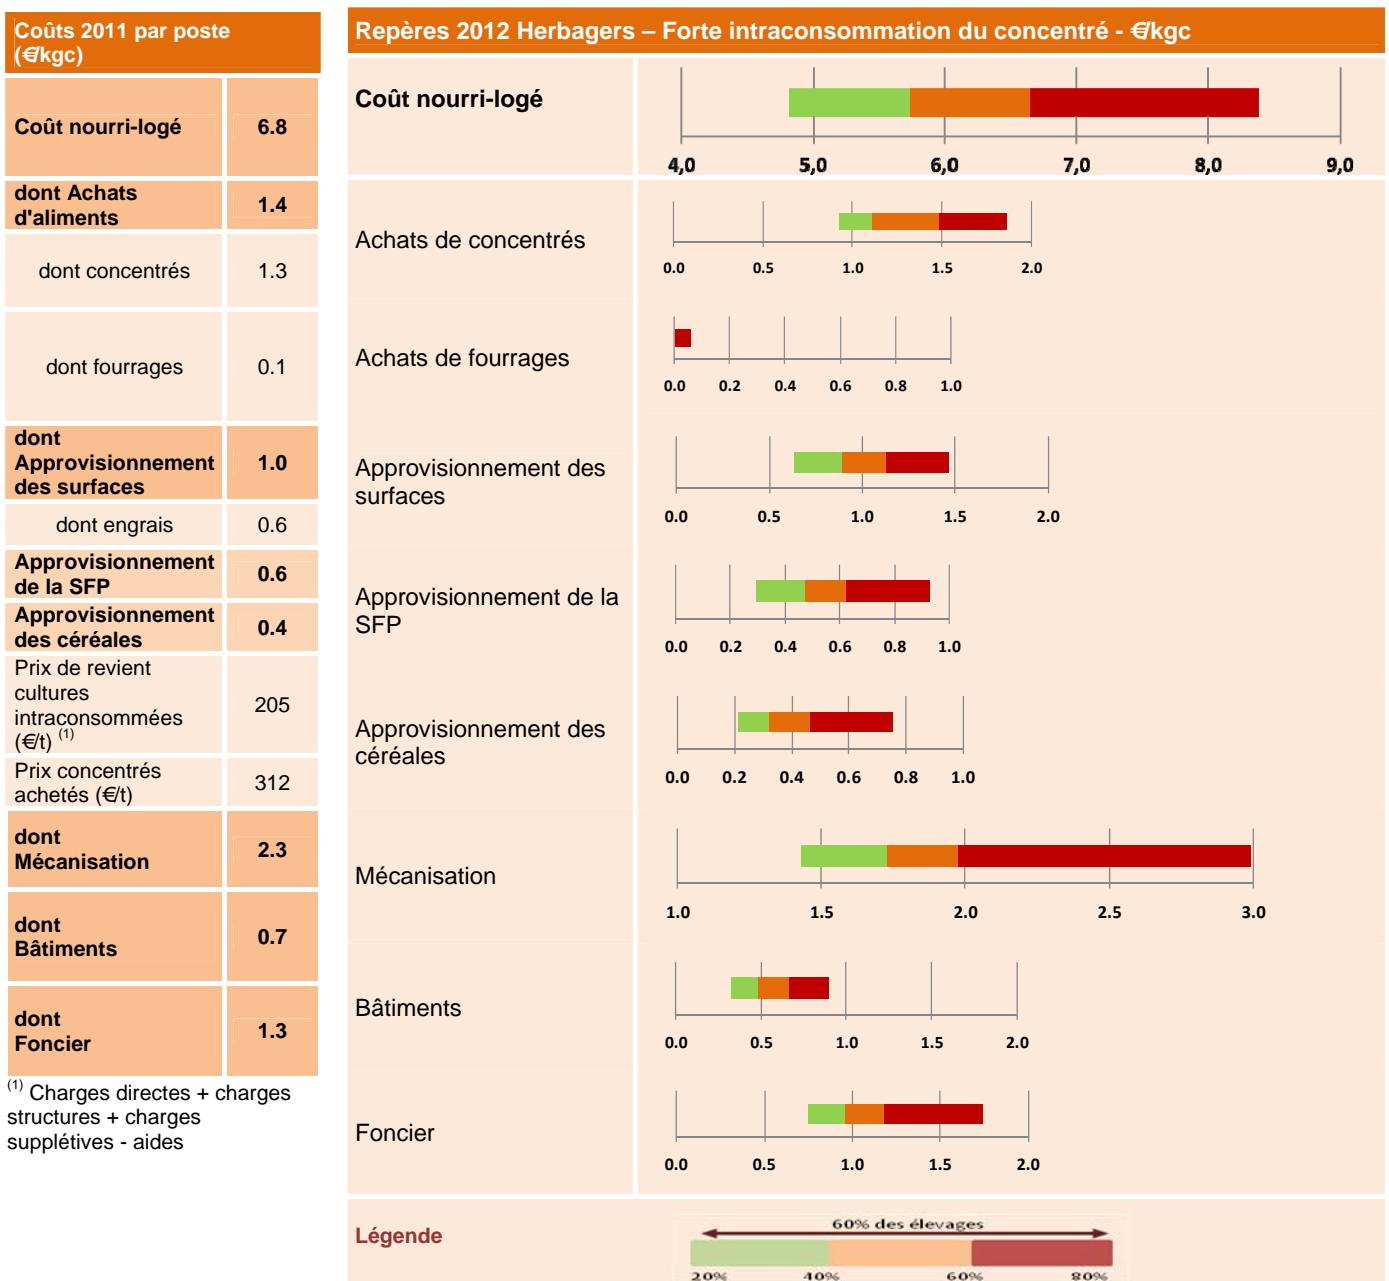 Coûts 2011 par poste
(€/kgc)
Coût nourri-logé 6.8
dont Achats
d'aliments 1.4
dont concentrés 1.3
dont fourrages 0.1
dont
Approvisionnement
des surfaces 1.0
dont engrais 0.6
Approvisionnement
de la SFP 0.6
Approvisionnement
des céréales 0.4
Prix de revient
cultures
intraconsommées
(€/t) (1) 205
Prix concentrés
achetés (€/t) 312
dont
Mécanisation 2.3
dont
Bâtiments 0.7
dont
Foncier 1.3
(1) Charges directes + charges
structures + charges
supplétives - aides
Repères 2012 Herbagers – Forte intraconsommation du concentré - €/kgc
Coût nourri-logé
4,0 5,0 6,0 7,0 8,0 9,0
Achats de concentrés
0.0 0.5 1.0 1.5 2.0
Achats de fourrages
0.0 0.2 0.4 0.6 0.8 1.0
Approvisionnement des
surfaces
0.0 0.5 1.0 1.5 2.0
Approvisionnement de la
SFP
0.0 0.2 0.4 0.6 0.8 1.0
Approvisionnement des
céréales
0.0 0.2 0.4 0.6 0.8 1.0
Mécanisation
1.0 1.5 2.0 2.5 3.0
Bâtiments
0.0 0.5 1.0 1.5 2.0
Foncier
0.0 0.5 1.0 1.5 2.0
Légende
60% des élevages
20% 40% 60% 80%